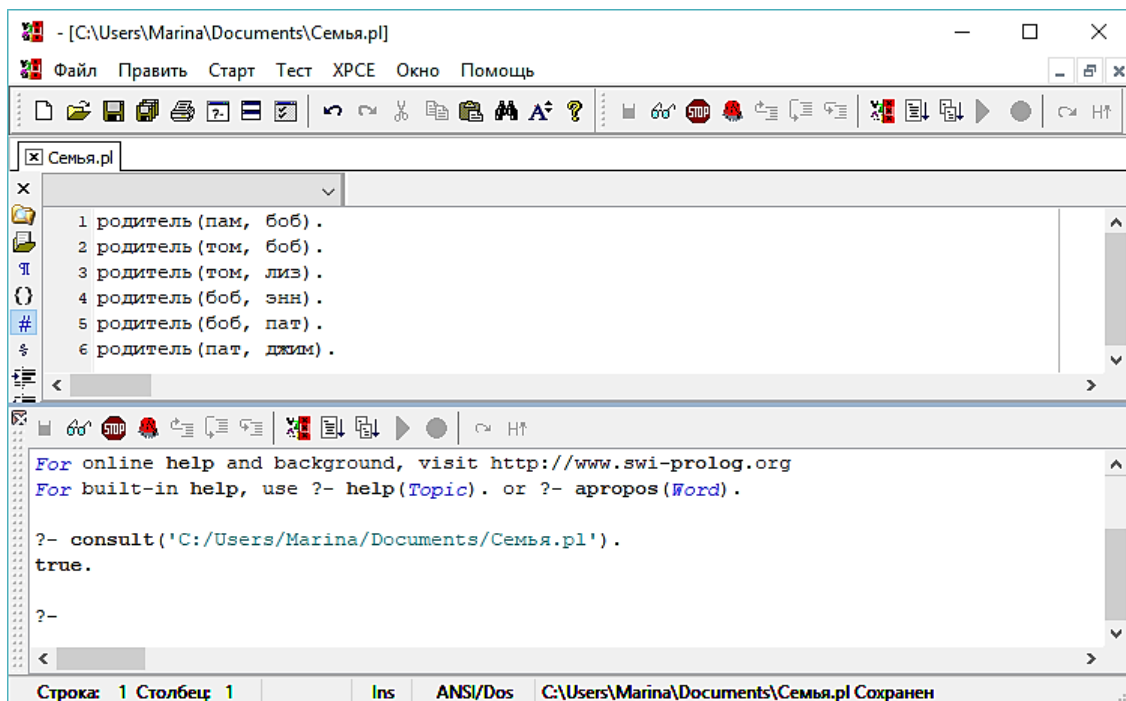 - [C:\Users\Marina\Documents\Семья.pl]
Файл Править Старт Тест XPCE Окно Помощь
Семья.pl
1 родитель(пам, боб).
2 родитель(том, боб).
3 родитель(том, лиз).
4 родитель(боб, энн).
5 родитель(боб, пат).
6 родитель(пат, джим).
For online help and background, visit http://www.swi-prolog.org
For built-in help, use ?- help(Topic). or ?- apropos(Word).
?- consult('C:/Users/Marina/Documents/Семья.pl').
true.
?-
Строка: 1 Столбец: 1 Ins ANSI/Dos C:\Users\Marina\Documents\Семья.pl Сохранен